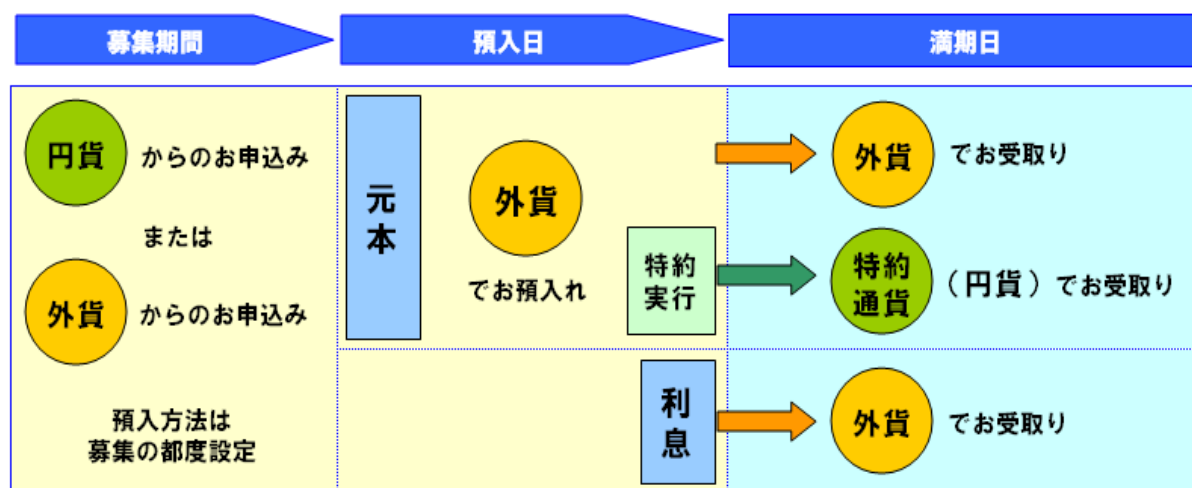 募集期間
預入日
満期日
円貨 からのお申込み
または
外貨 からのお申込み
預入方法は
募集の都度設定
元本
外貨
でお預入れ
特約
実行
利息
外貨 でお受取り
特約
通貨
(円貨)でお受取り
外貨 でお受取り